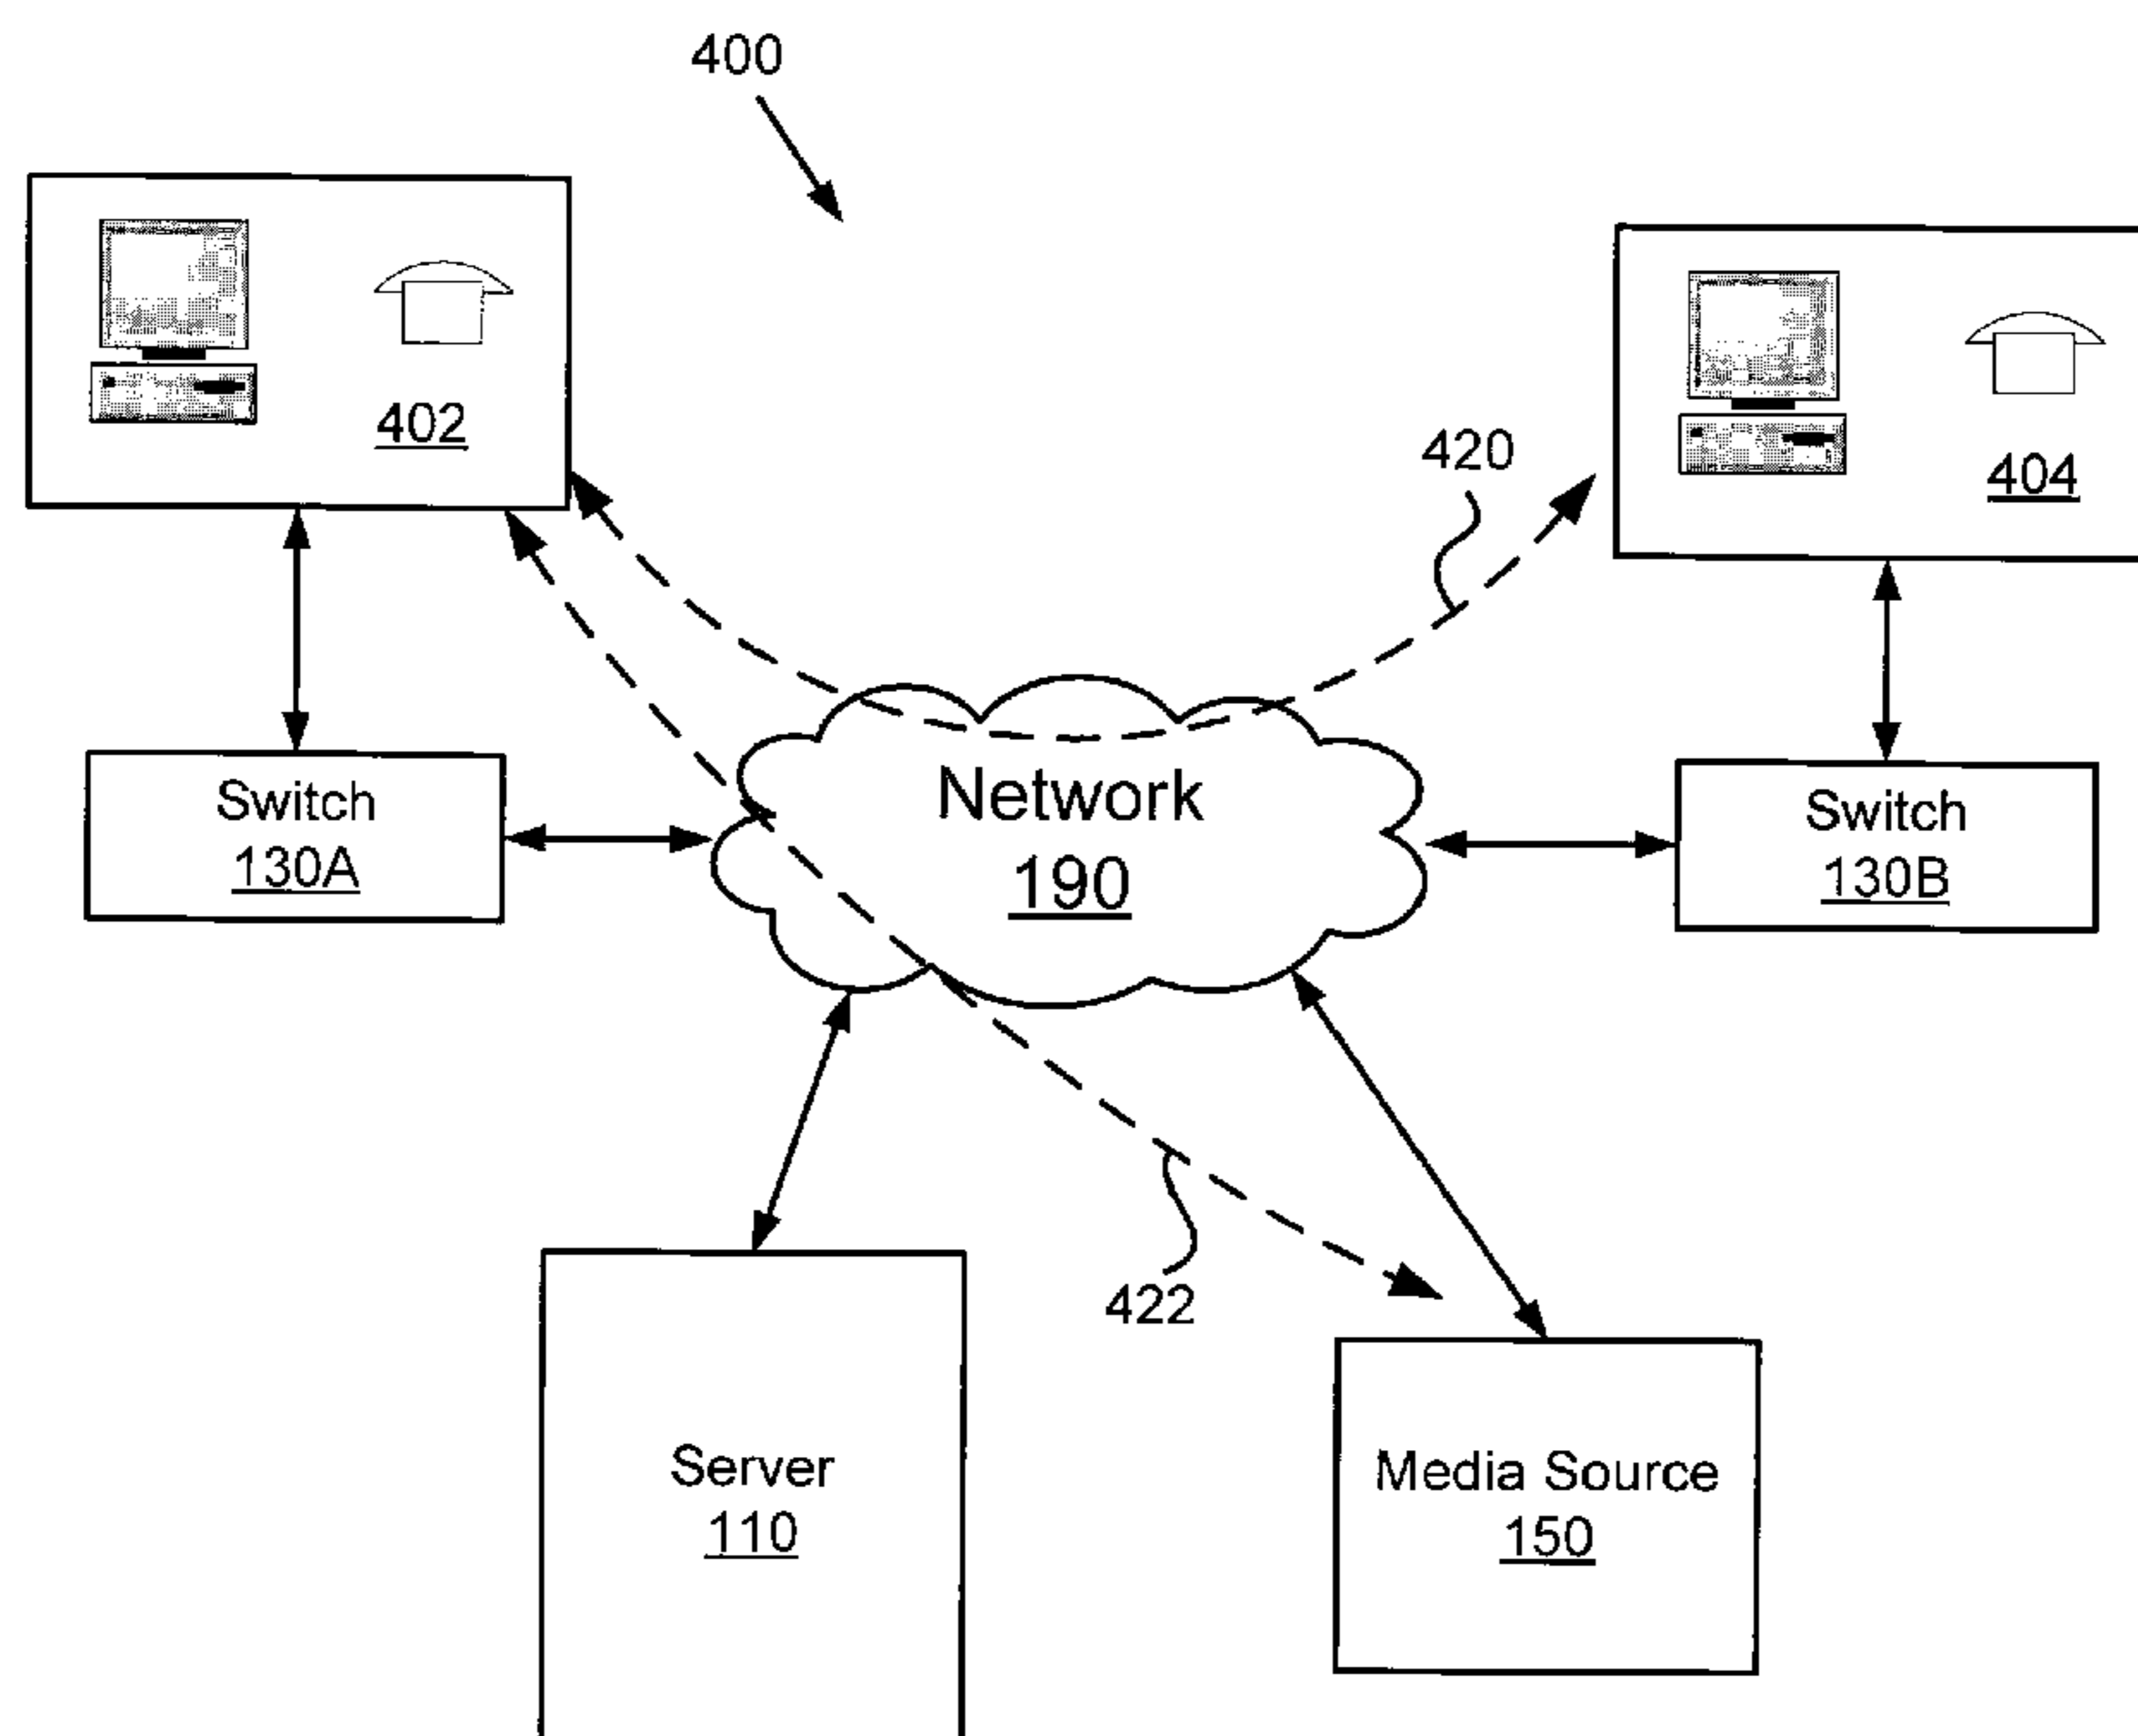 400
402
420
404
Switch
130A
Network
190
Switch
130B
422
Server
110
Media Source
150